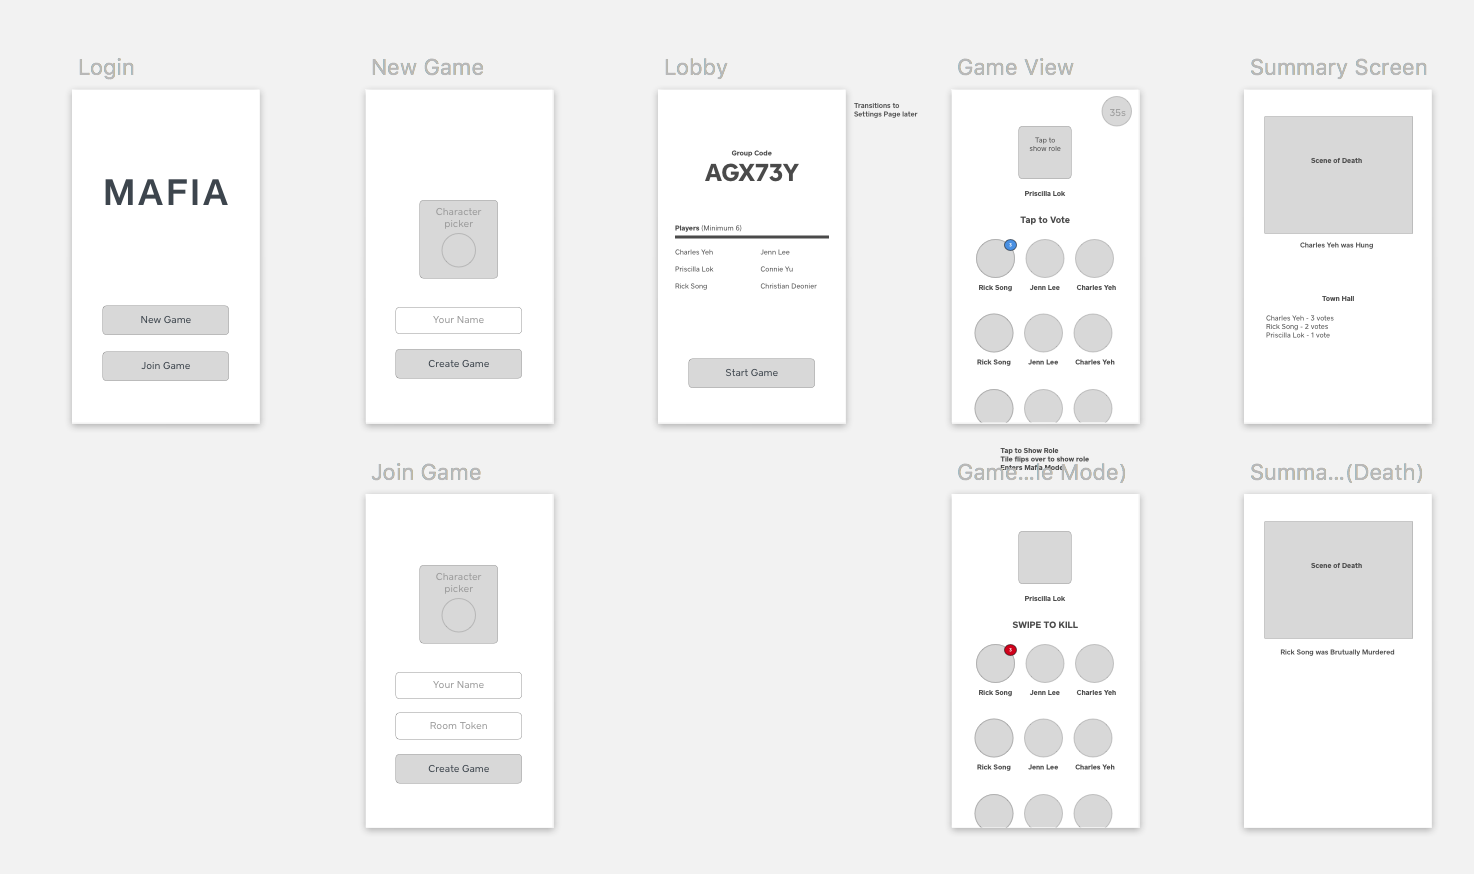 Login
New Game
Lobby
Game View
Summary Screen
MAFIA
New Game
Join Game
Character
picker
Your Name
Create Game
Group Code
AGX73Y
Players (Minimum 6)
Charles Yeh
Jenn Lee
Priscilla Lok
Connie Yu
Rick Song
Christian Deonier
Start Game
Transitions to
Settings Page later
35s
Tap to
show role
Priscilla Lok
Tap to Vote
3
Rick Song
Jenn Lee
Charles Yeh
Rick Song
Jenn Lee
Charles Yeh
Scene of Death
Charles Yeh was Hung
Town Hall
Charles Yeh - 3 votes
Rick Song - 2 votes
Priscilla Lok - 1 vote
Join Game
Tap to Show Role
Tile flips over to show role
Enters Mafia Mode
Game...le Mode)
Summa...(Death)
Character
picker
Your Name
Room Token
Create Game
Priscilla Lok
SWIPE TO KILL
3
Rick Song
Jenn Lee
Charles Yeh
Rick Song
Jenn Lee
Charles Yeh
Scene of Death
Rick Song was Brutually Murdered